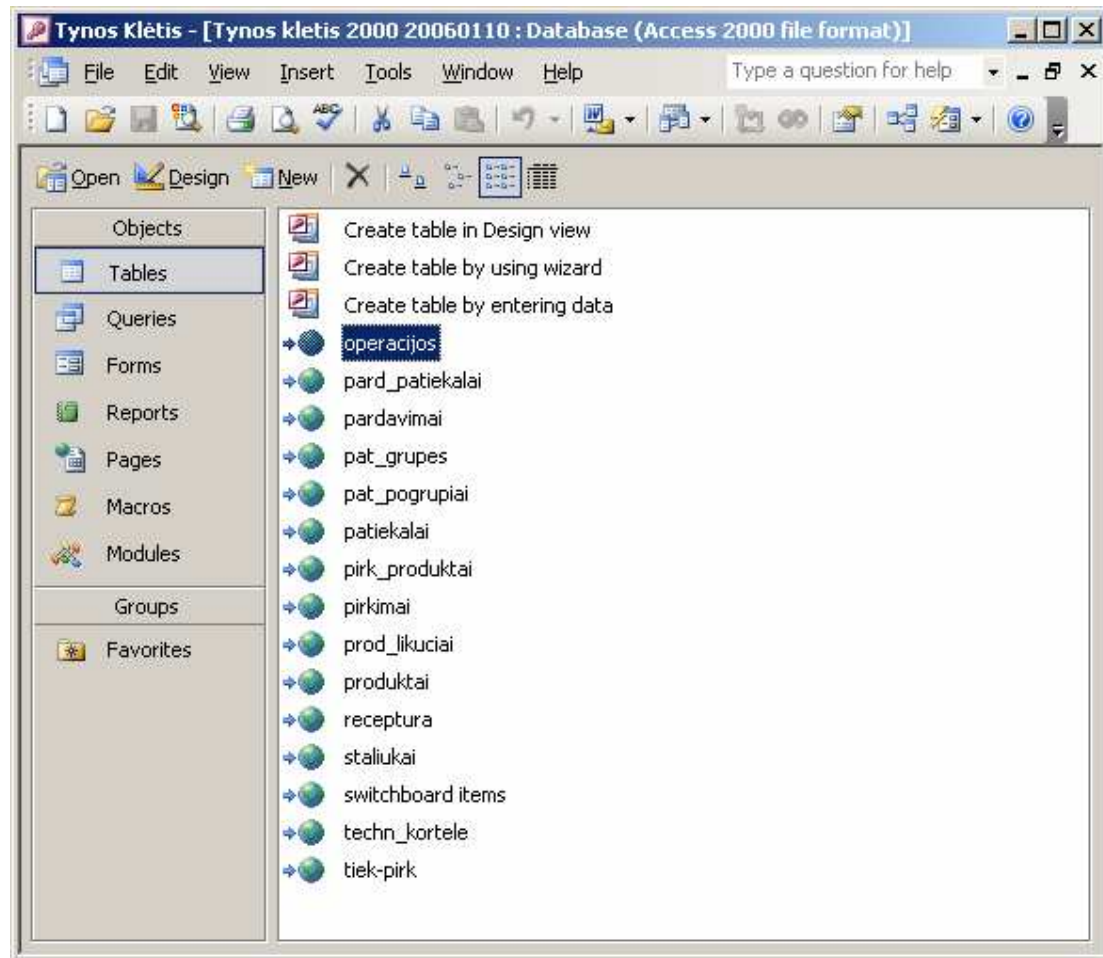 Tynos Klėtis - [Tynos kletis 2000 20060110 : Database (Access 2000 file format)]
File Edit View Insert Tools Window Help Type a question for help
ABC
Open Design New
Objects
Tables
Queries
Forms
Reports
Pages
Macros
Modules
Groups
Favorites
Create table in Design view
Create table by using wizard
Create table by entering data
operacijos
pard_patiekalai
pardavimai
pat_grupes
pat_pogrupiai
patiekalai
pirk_produktai
pirkimai
prod_likuciai
produktai
receptura
staliukai
switchboard items
techn_kortele
tiek-pirk